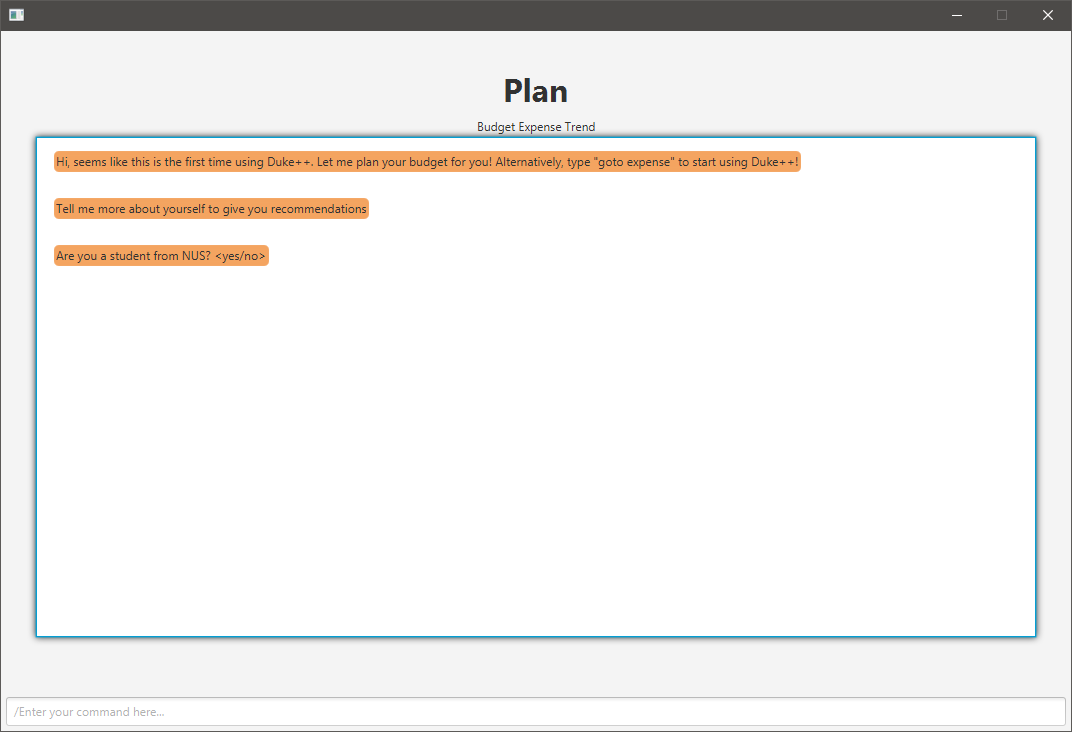 Plan
Budget Expense Trend
Hi, seems like this is the first time using Duke++. Let me plan your budget for you! Alternatively, type "goto expense" to start using Duke++!
Tell me more about yourself to give you recommendations
Are you a student from NUS? <yes/no>
/Enter your command here...